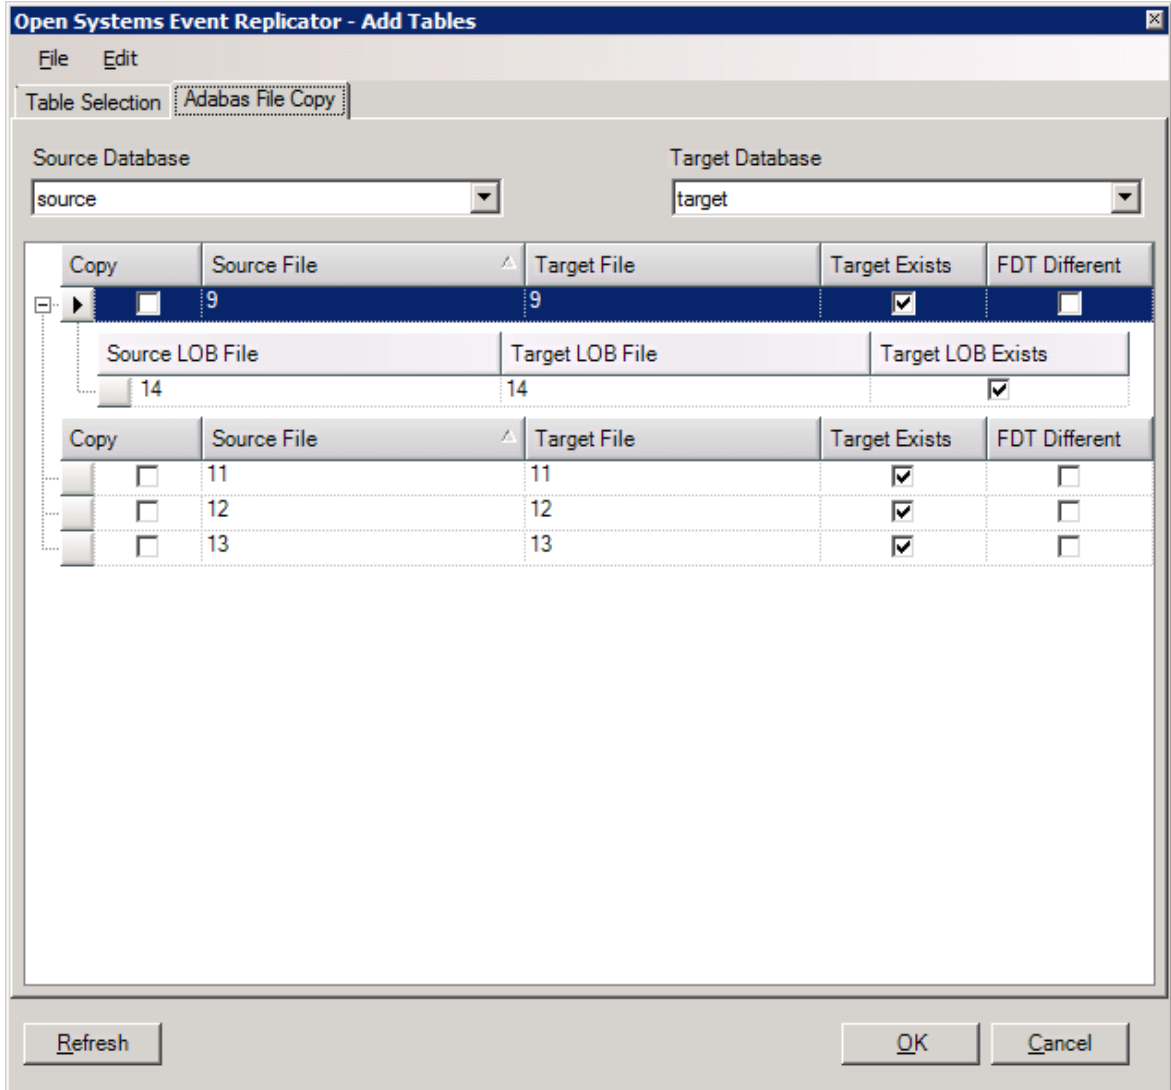 Open Systems Event Replicator - Add Tables
File Edit
Table Selection Adabas File Copy
Source Database Target Database
source target
Copy Source File Target File Target Exists FDT Different
9 9
Source LOB File Target LOB File Target LOB Exists
14 14
Copy Source File Target File Target Exists FDT Different
11 11
12 12
13 13
Refresh OK Cancel